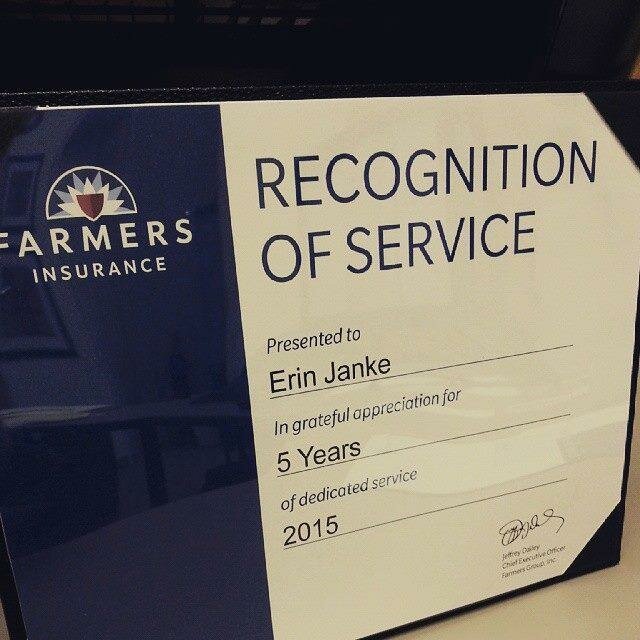 FARMERS
INSURANCE
RECOGNITION
OF SERVICE
Presented to
Erin Janke
In grateful appreciation for
5 Years
of dedicated service
2015
Jeffrey Dailey
Chief Executive Officer
Farmers Group, Inc.